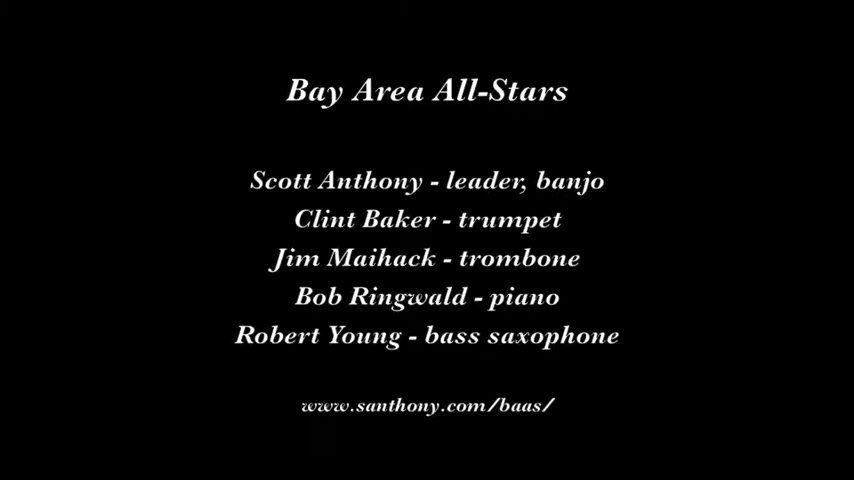 Bay Area All-Stars
Scott Anthony - leader, banjo
Clint Baker - trumpet
Jim Maihack - trombone
Bob Ringwald - piano
Robert Young - bass saxophone
www.santhony.com/baas/